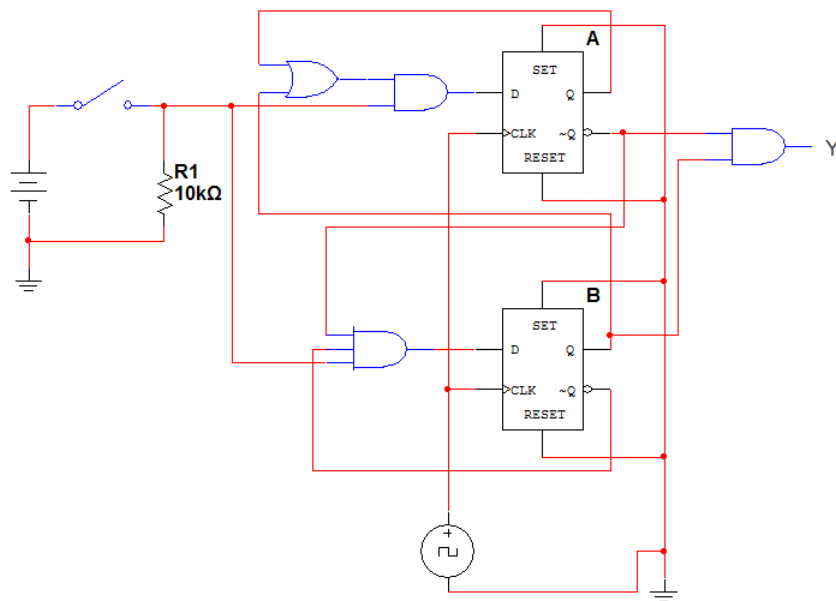 A
SET
D Q
CLK ~Q
RESET
Y
R1
10kΩ
B
SET
D Q
CLK ~Q
RESET
+